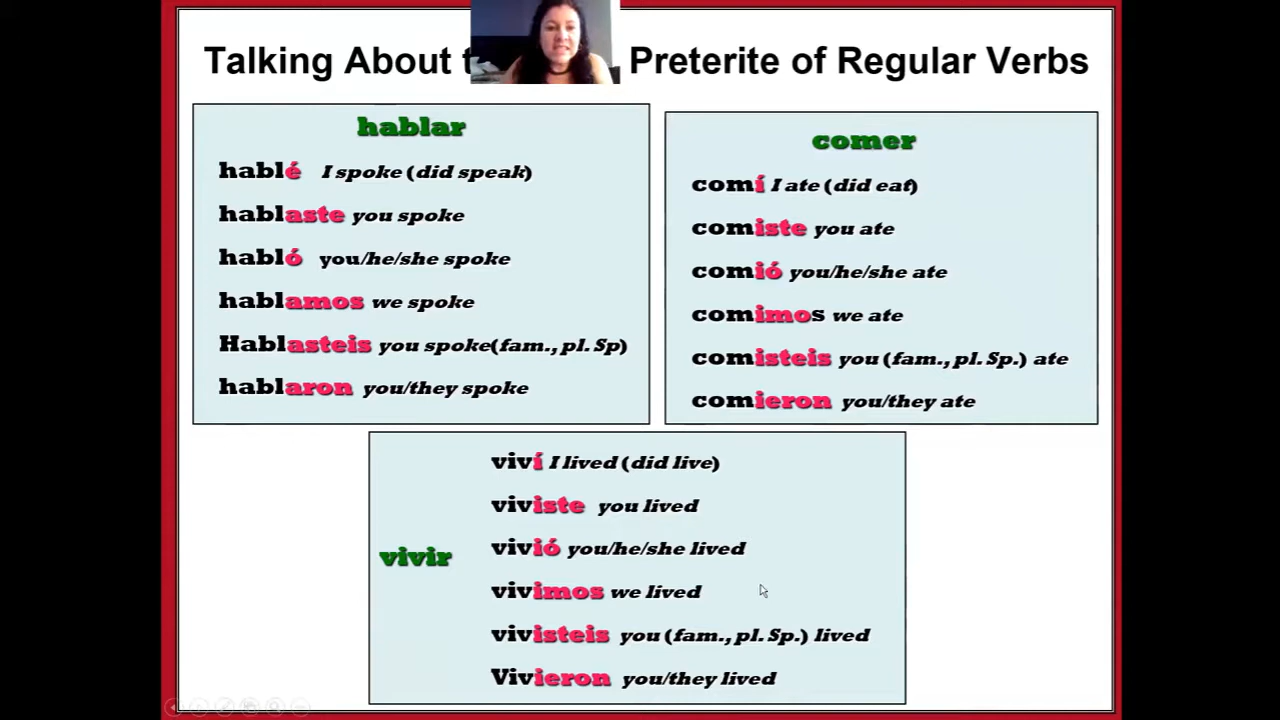 Talking About t Preterite of Regular Verbs
hablar
hablé I spoke (did speak)
hablaste you spoke
habló you/he/she spoke
hablamos we spoke
Hablasteis you spoke(fam., pl. Sp)
hablaron you/they spoke
comer
comí I ate (did eat)
comiste you ate
comió you/he/she ate
comimos we ate
comisteis you (fam., pl. Sp.) ate
comieron you/they ate
vivir
viví I lived (did live)
viviste you lived
vivió you/he/she lived
vivimos we lived
vivisteis you (fam., pl. Sp.) lived
Vivieron you/they lived